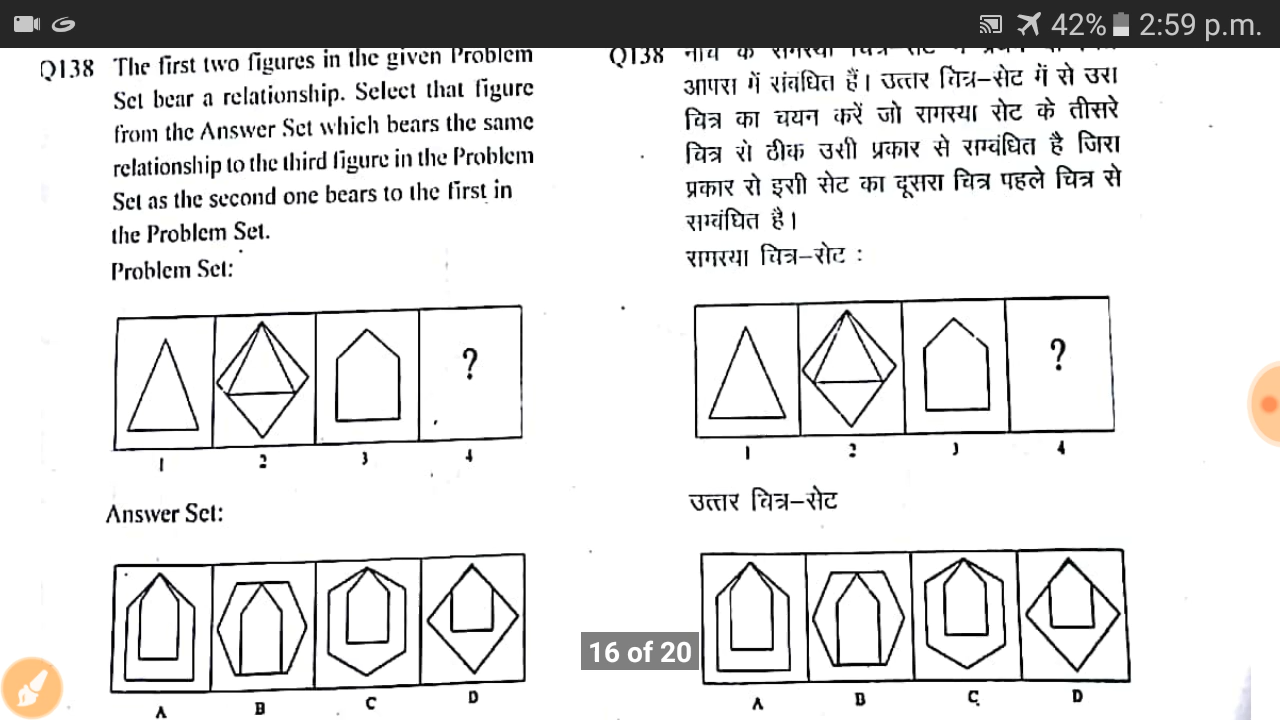 42% 2:59 p.m.
Q138 The first two figures in the given Problem
Set bear a relationship. Select that figure
from the Answer Set which bears the same
relationship to the third figure in the Problem
Set as the second one bears to the first in
the Problem Set.
Problem Set:
?
1 2 3 4
Answer Set:
A B C D
Q138
आपस में संबंधित हैं। उत्तर चित्र–सेट में से उस
चित्र का चयन करें जो समस्या सेट के तीसरे
चित्र से ठीक उसी प्रकार से सम्बंधित है जिस
प्रकार से इसी सेट का दूसरा चित्र पहले चित्र से
सम्बंधित है।
समस्या चित्र–सेट :
?
1 2 3 4
उत्तर चित्र–सेट
A B C D
16 of 20